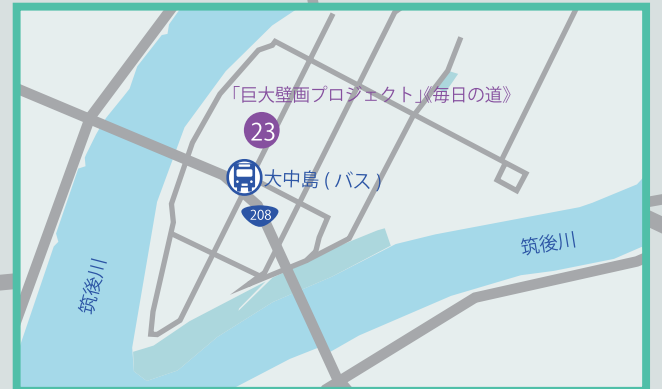 「巨大壁画プロジェクト」《毎日の道》
23
大中島 ( バス )
208
筑後川
筑後川